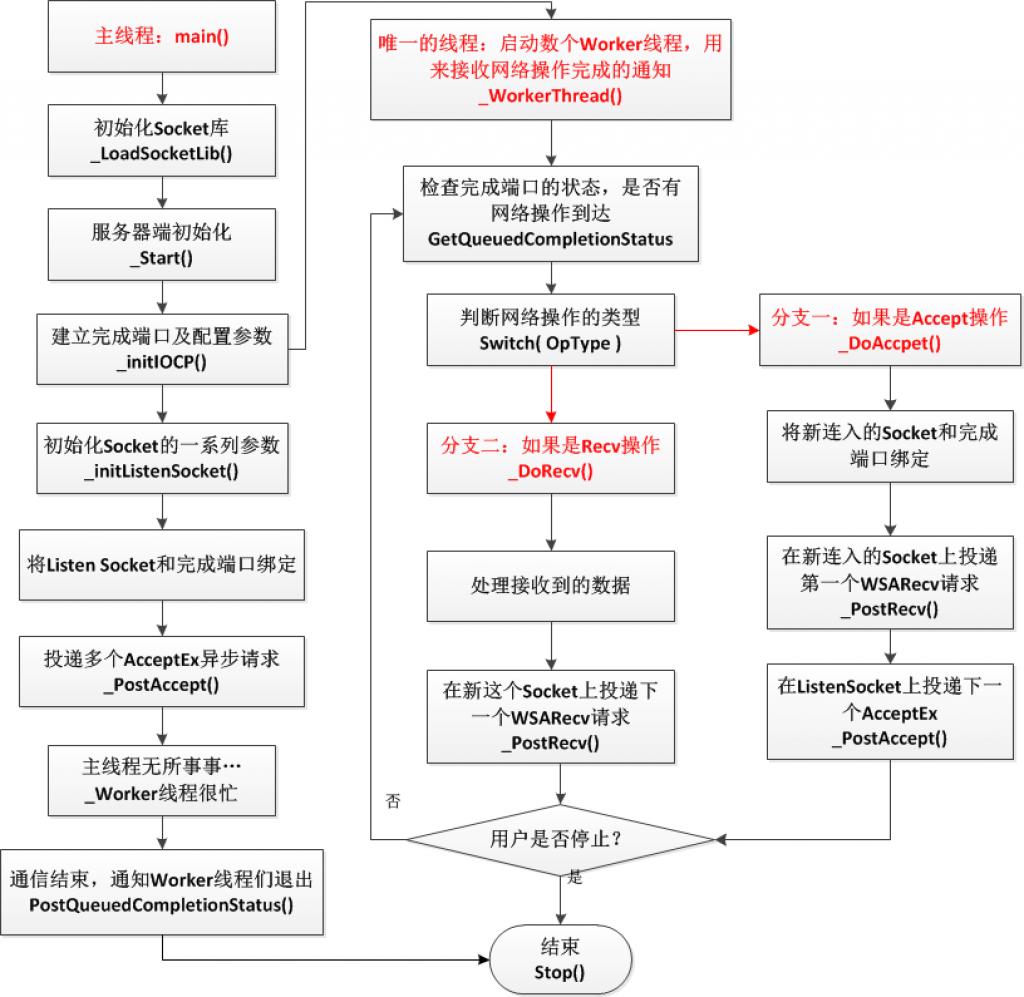 主线程：main()
初始化Socket库
_LoadSocketLib()
服务器端初始化
_Start()
建立完成端口及配置参数
_initIOCP()
初始化Socket的一系列参数
_initListenSocket()
将Listen Socket和完成端口绑定
投递多个AcceptEx异步请求
_PostAccept()
主线程无所事事…
_Worker线程很忙
通信结束，通知Worker线程们退出
PostQueuedCompletionStatus()
唯一的线程：启动数个Worker线程，用
来接收网络操作完成的通知
_WorkerThread()
检查完成端口的状态，是否有
网络操作到达
GetQueuedCompletionStatus
判断网络操作的类型
Switch( OpType )
分支二：如果是Recv操作
_DoRecv()
处理接收到的数据
在新这个Socket上投递下
一个WSARecv请求
_PostRecv()
分支一：如果是Accept操作
_DoAccpet()
将新连入的Socket和完成
端口绑定
在新连入的Socket上投递
第一个WSARecv请求
_PostRecv()
在ListenSocket上投递下一
个AcceptEx
_PostAccept()
否
用户是否停止？
是
结束
Stop()